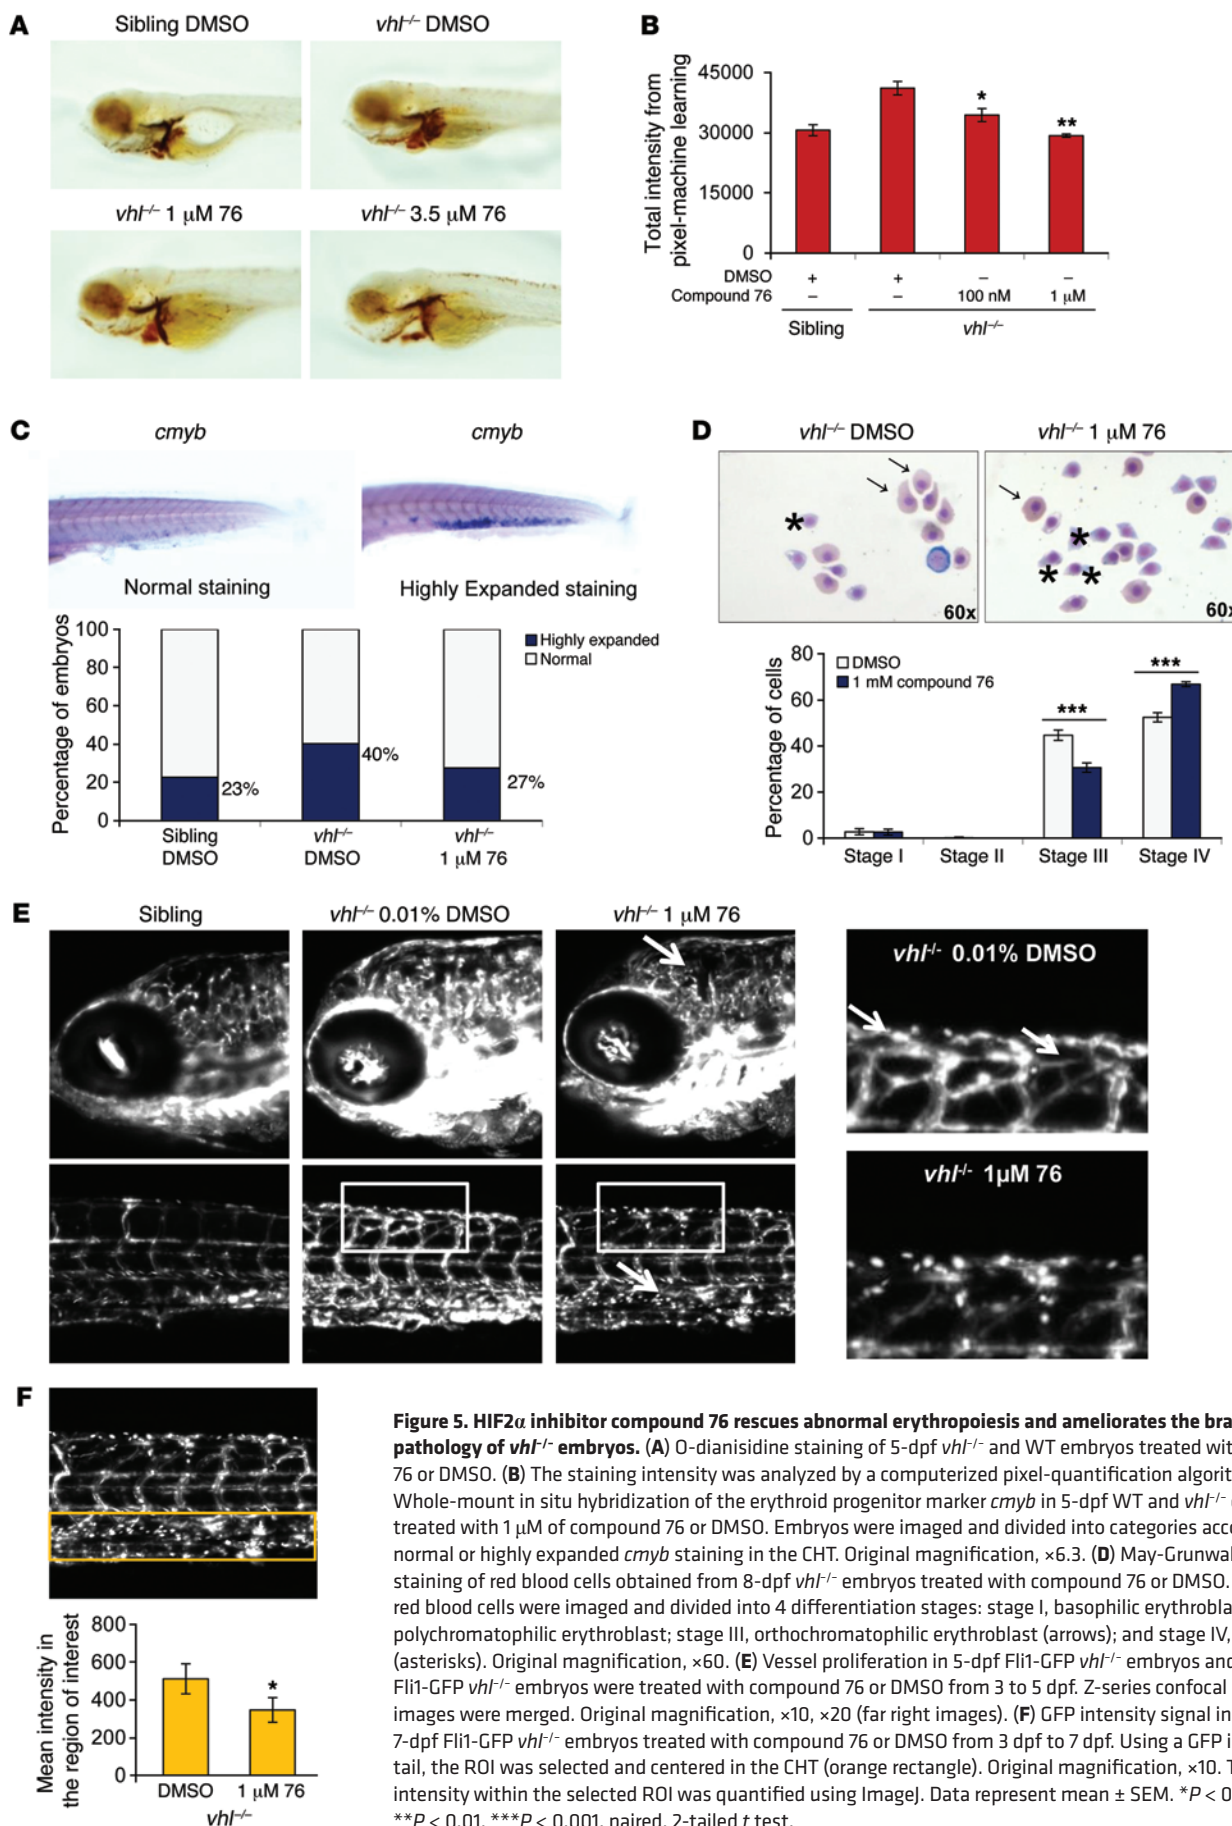 A
Sibling DMSO
vhl–/– DMSO
vhl–/– 1 μM 76
vhl–/– 3.5 μM 76
B
Total intensity from
pixel-machine learning
45000
30000
15000
0
DMSO + + – –
Compound 76 – – 100 nM 1 μM
Sibling vhl–/–
* **
C
cmyb cmyb
Normal staining Highly Expanded staining
Percentage of embryos
100
80
60
40
20
0
23%
40%
27%
Highly expanded
Normal
Sibling vhl–/– vhl–/–
DMSO DMSO 1 μM 76
D
vhl–/– DMSO vhl–/– 1 μM 76
* * * *
60x 60x
Percentage of cells
80
60
40
20
0
DMSO
1 mM compound 76
*** ***
Stage I Stage II Stage III Stage IV
E
Sibling vhl–/– 0.01% DMSO vhl–/– 1 μM 76
vhl-/- 0.01% DMSO
vhl-/- 1μM 76
F
Mean intensity in
the region of interest
800
600
400
200
0
*
DMSO 1 μM 76
vhl–/–
Figure 5. HIF2α inhibitor compound 76 rescues abnormal erythropoiesis and ameliorates the bra
pathology of vhl–/– embryos. (A) O-dianisidine staining of 5-dpf vhl–/– and WT embryos treated wit
76 or DMSO. (B) The staining intensity was analyzed by a computerized pixel-quantification algorit
Whole-mount in situ hybridization of the erythroid progenitor marker cmyb in 5-dpf WT and vhl–/–
treated with 1 μM of compound 76 or DMSO. Embryos were imaged and divided into categories acco
normal or highly expanded cmyb staining in the CHT. Original magnification, ×6.3. (D) May-Grunwal
staining of red blood cells obtained from 8-dpf vhl–/– embryos treated with compound 76 or DMSO.
red blood cells were imaged and divided into 4 differentiation stages: stage I, basophilic erythrobla
polychromatophilic erythroblast; stage III, orthochromatophilic erythroblast (arrows); and stage IV,
(asterisks). Original magnification, ×60. (E) Vessel proliferation in 5-dpf Fli1-GFP vhl–/– embryos and
Fli1-GFP vhl–/– embryos were treated with compound 76 or DMSO from 3 to 5 dpf. Z-series confocal
images were merged. Original magnification, ×10, ×20 (far right images). (F) GFP intensity signal in
7-dpf Fli1-GFP vhl–/– embryos treated with compound 76 or DMSO from 3 dpf to 7 dpf. Using a GFP i
tail, the ROI was selected and centered in the CHT (orange rectangle). Original magnification, ×10. T
intensity within the selected ROI was quantified using ImageJ. Data represent mean ± SEM. *P < 0
**P < 0.01, ***P < 0.001, paired, 2-tailed t test.